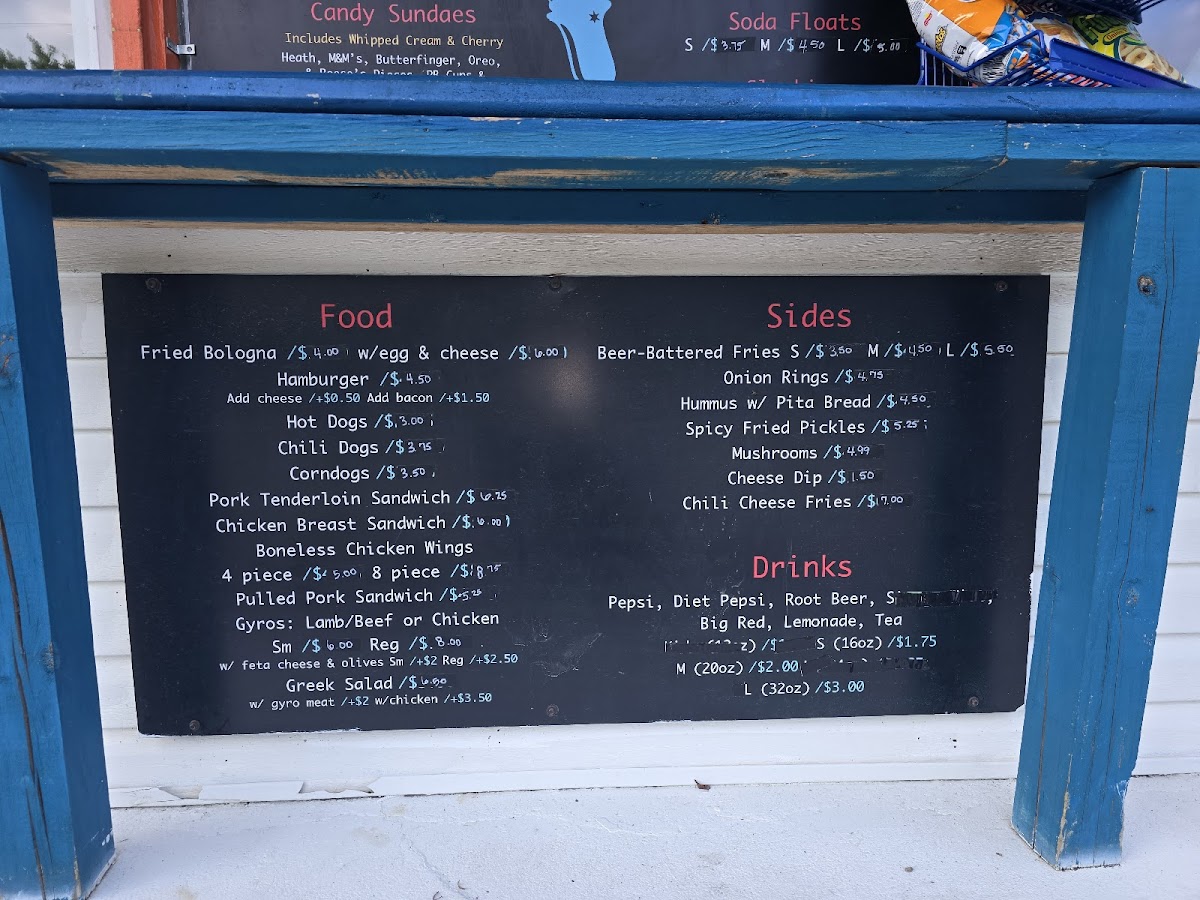 Candy Sundaes
Includes Whipped Cream & Cherry
Heath, M&M's, Butterfinger, Oreo,
& Reese's Pieces, PB Cups &
Soda Floats
S /$3.75 M /$4.50 L /$5.00
Food
Fried Bologna /$4.00 w/egg & cheese /$6.00
Hamburger /$4.50
Add cheese /+$0.50 Add bacon /+$1.50
Hot Dogs /$3.00
Chili Dogs /$3.75
Corndogs /$3.50
Pork Tenderloin Sandwich /$6.25
Chicken Breast Sandwich /$6.00
Boneless Chicken Wings
4 piece /$5.00 8 piece /$8.75
Pulled Pork Sandwich /$5.25
Gyros: Lamb/Beef or Chicken
Sm /$6.00 Reg /$8.00
w/ feta cheese & olives Sm /+$2 Reg /+$2.50
Greek Salad /$6.50
w/ gyro meat /+$2 w/chicken /+$3.50
Sides
Beer-Battered Fries S /$3.50 M /$4.50 L /$5.50
Onion Rings /$4.75
Hummus w/ Pita Bread /$4.50
Spicy Fried Pickles /$5.25
Mushrooms /$4.99
Cheese Dip /$1.50
Chili Cheese Fries /$7.00
Drinks
Pepsi, Diet Pepsi, Root Beer,
Big Red, Lemonade, Tea
S (16oz) /$1.75
M (20oz) /$2.00
L (32oz) /$3.00